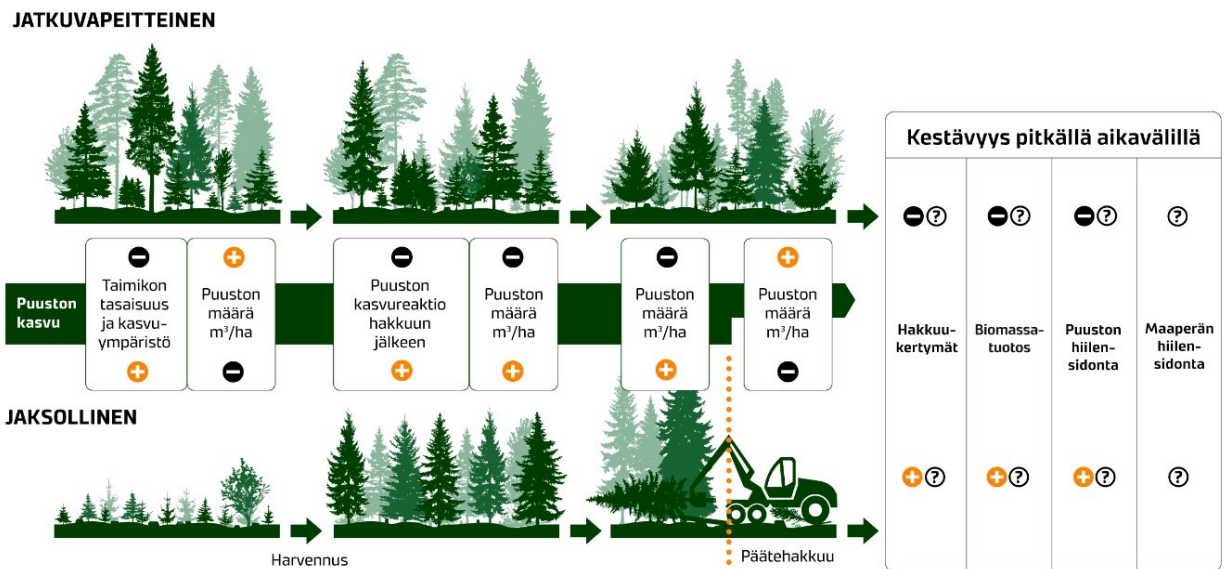 JATKUVAPEITTEINEN
Puuston
kasvu
Taimikon
tasaisuus
ja kasvu-
ympäristö
Puuston
määrä
m³/ha
Puuston
kasvureaktio
hakkuun
jälkeen
Puuston
määrä
m³/ha
Puuston
määrä
m³/ha
Puuston
määrä
m³/ha
JAKSOLLINEN
Harvennus
Päätehakkuu
Kestävyys pitkällä aikavälillä
Hakkuu-
kertymät
Biomassa-
tuotos
Puuston
hiilen-
sidonta
Maaperän
hiilen-
sidonta